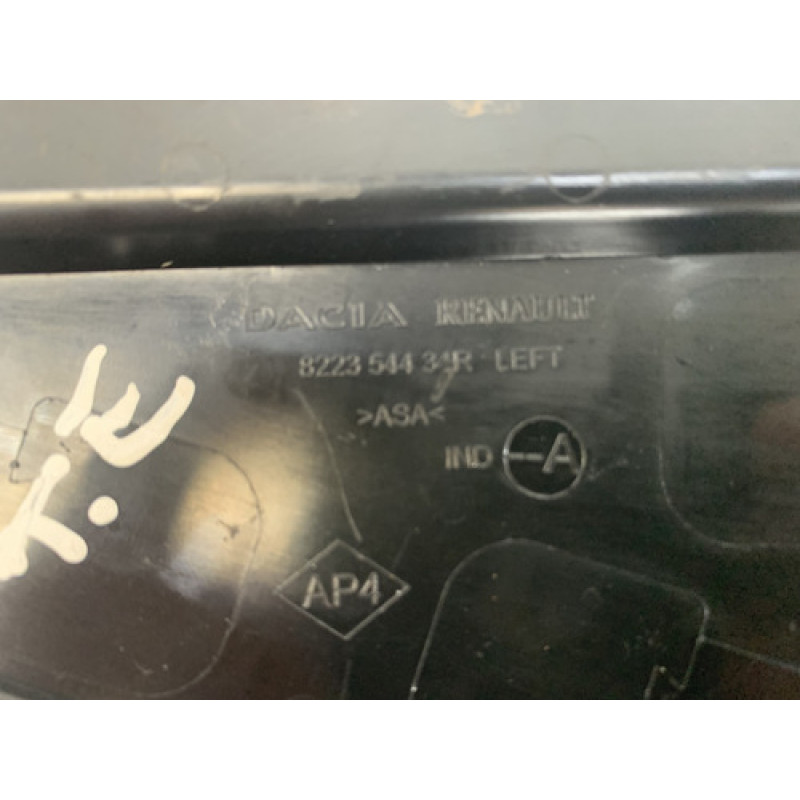 DACIA RENAULT
8223 544 34R LEFT
>ASA<
IND --A
AP4